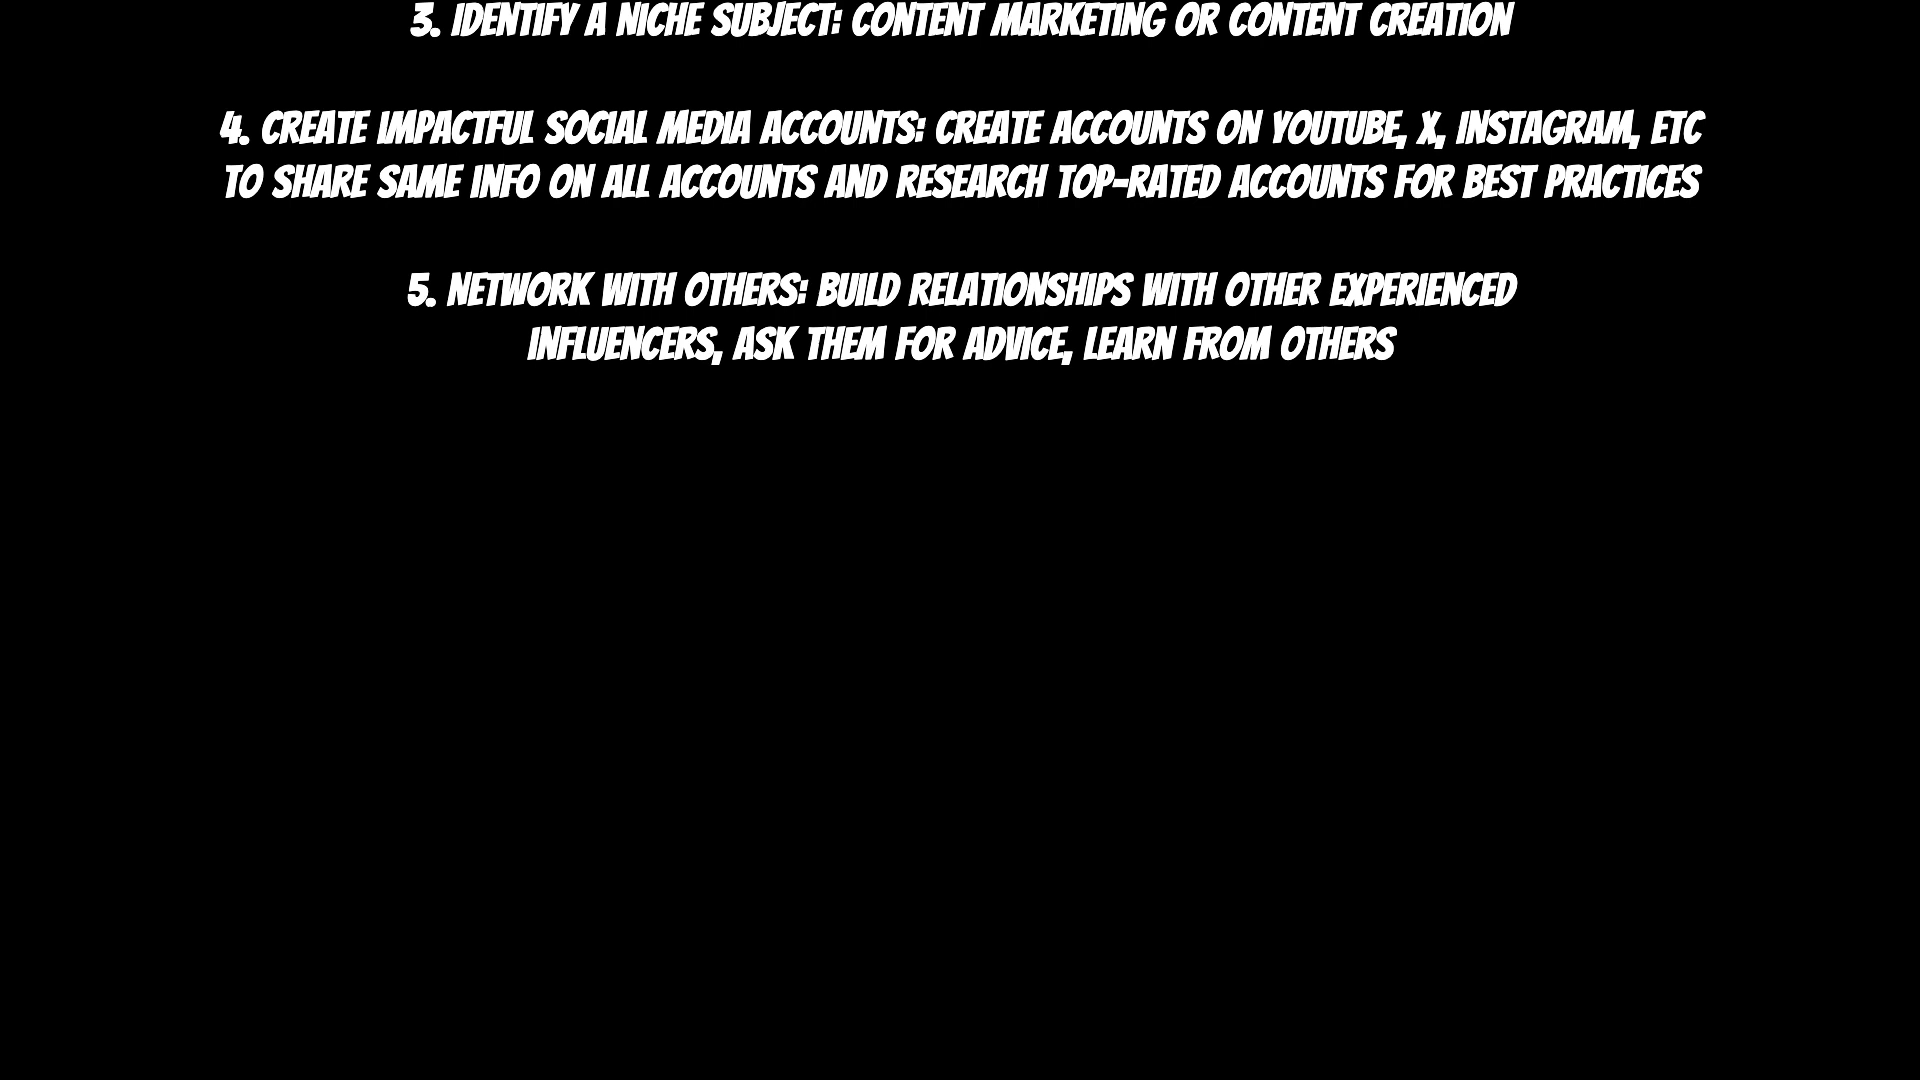 3. IDENTIFY A NICHE SUBJECT: CONTENT MARKETING OR CONTENT CREATION
4. CREATE IMPACTFUL SOCIAL MEDIA ACCOUNTS: CREATE ACCOUNTS ON YOUTUBE, X, INSTAGRAM, ETC
TO SHARE SAME INFO ON ALL ACCOUNTS AND RESEARCH TOP-RATED ACCOUNTS FOR BEST PRACTICES
5. NETWORK WITH OTHERS: BUILD RELATIONSHIPS WITH OTHER EXPERIENCED
INFLUENCERS, ASK THEM FOR ADVICE, LEARN FROM OTHERS